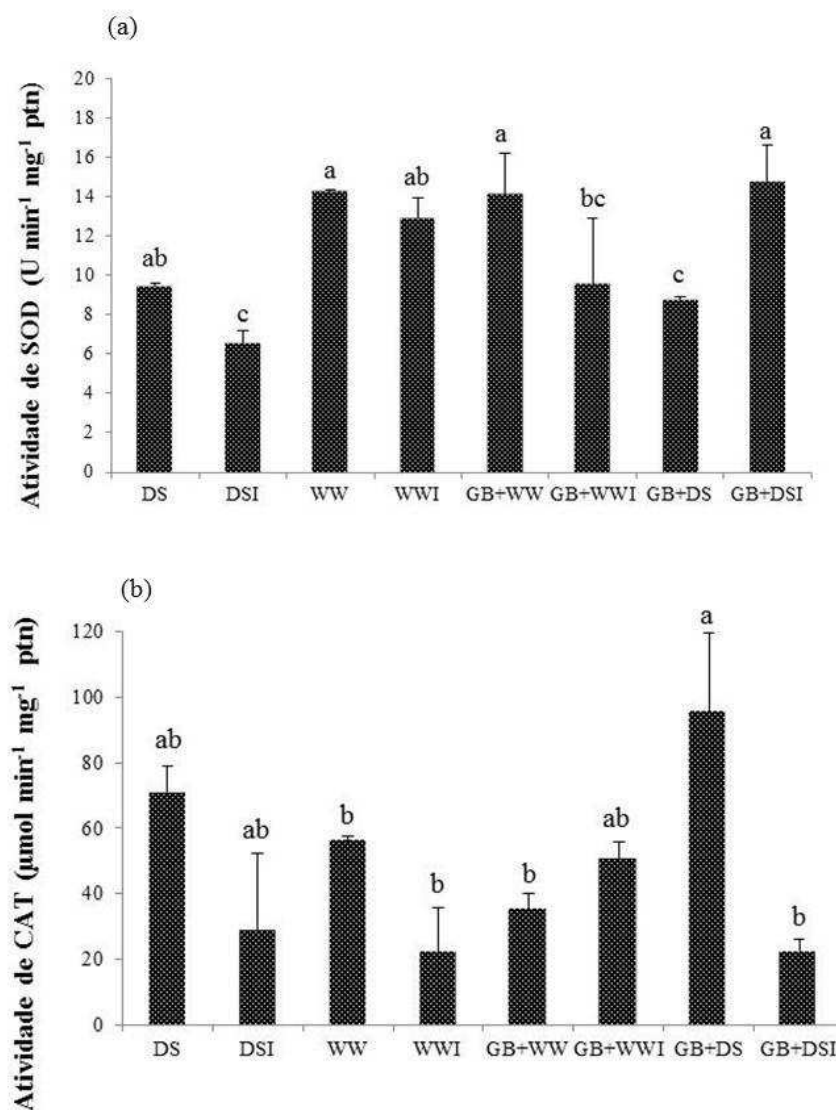 (a)
Atividade de SOD (U min⁻¹ mg⁻¹ ptn)
20
18
16
14
12
10
8
6
4
2
0
ab
c
a
ab
a
bc
c
a
DS DSI WW WWI GB+WW GB+WWI GB+DS GB+DSI
(b)
Atividade de CAT (µmol min⁻¹ mg⁻¹ ptn)
120
100
80
60
40
20
0
ab
ab
b
b
b
ab
a
b
DS DSI WW WWI GB+WW GB+WWI GB+DS GB+DSI